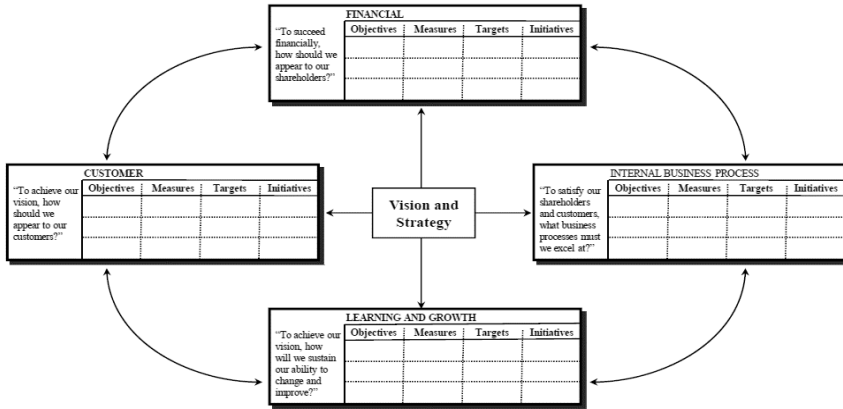 FINANCIAL
“To succeed
financially,
how should we
appear to our
shareholders?”
Objectives Measures Targets Initiatives
CUSTOMER
“To achieve our
vision, how
should we
appear to our
customers?”
Objectives Measures Targets Initiatives
Vision and
Strategy
INTERNAL BUSINESS PROCESS
“To satisfy our
shareholders
and customers,
what business
processes must
we excel at?”
Objectives Measures Targets Initiatives
LEARNING AND GROWTH
“To achieve our
vision, how
will we sustain
our ability to
change and
improve?”
Objectives Measures Targets Initiatives